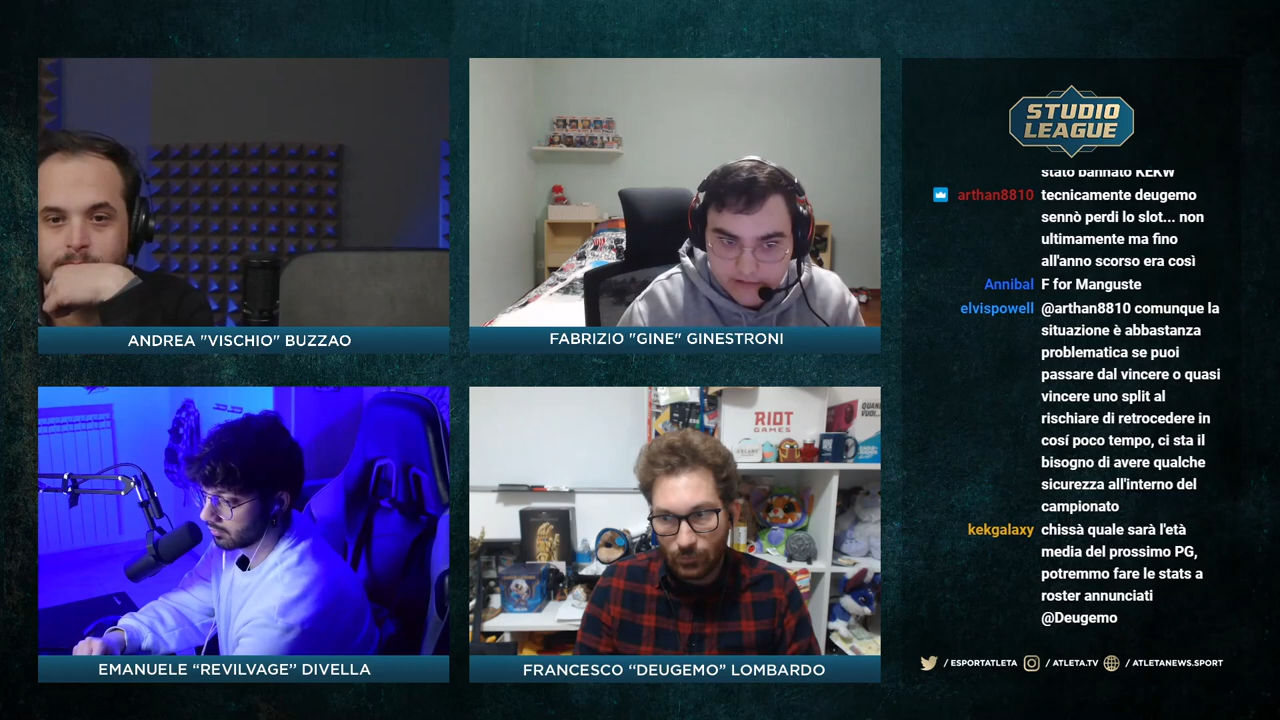 ANDREA "VISCHIO" BUZZAO
FABRIZIO "GINE" GINESTRONI
RIOT
GAMES
EMANUELE “REVILVAGE” DIVELLA
FRANCESCO “DEUGEMO” LOMBARDO
STUDIO
LEAGUE
stato bannato KEKW
arthan8810 tecnicamente deugemo
sennò perdi lo slot... non
ultimamente ma fino
all'anno scorso era così
Annibal F for Manguste
elvispowell @arthan8810 comunque la
situazione è abbastanza
problematica se puoi
passare dal vincere o quasi
vincere uno split al
rischiare di retrocedere in
cosí poco tempo, ci sta il
bisogno di avere qualche
sicurezza all'interno del
campionato
kekgalaxy chissà quale sarà l'età
media del prossimo PG,
potremmo fare le stats a
roster annunciati
@Deugemo
/ ESPORTATLETA / ATLETA.TV / ATLETANEWS.SPORT